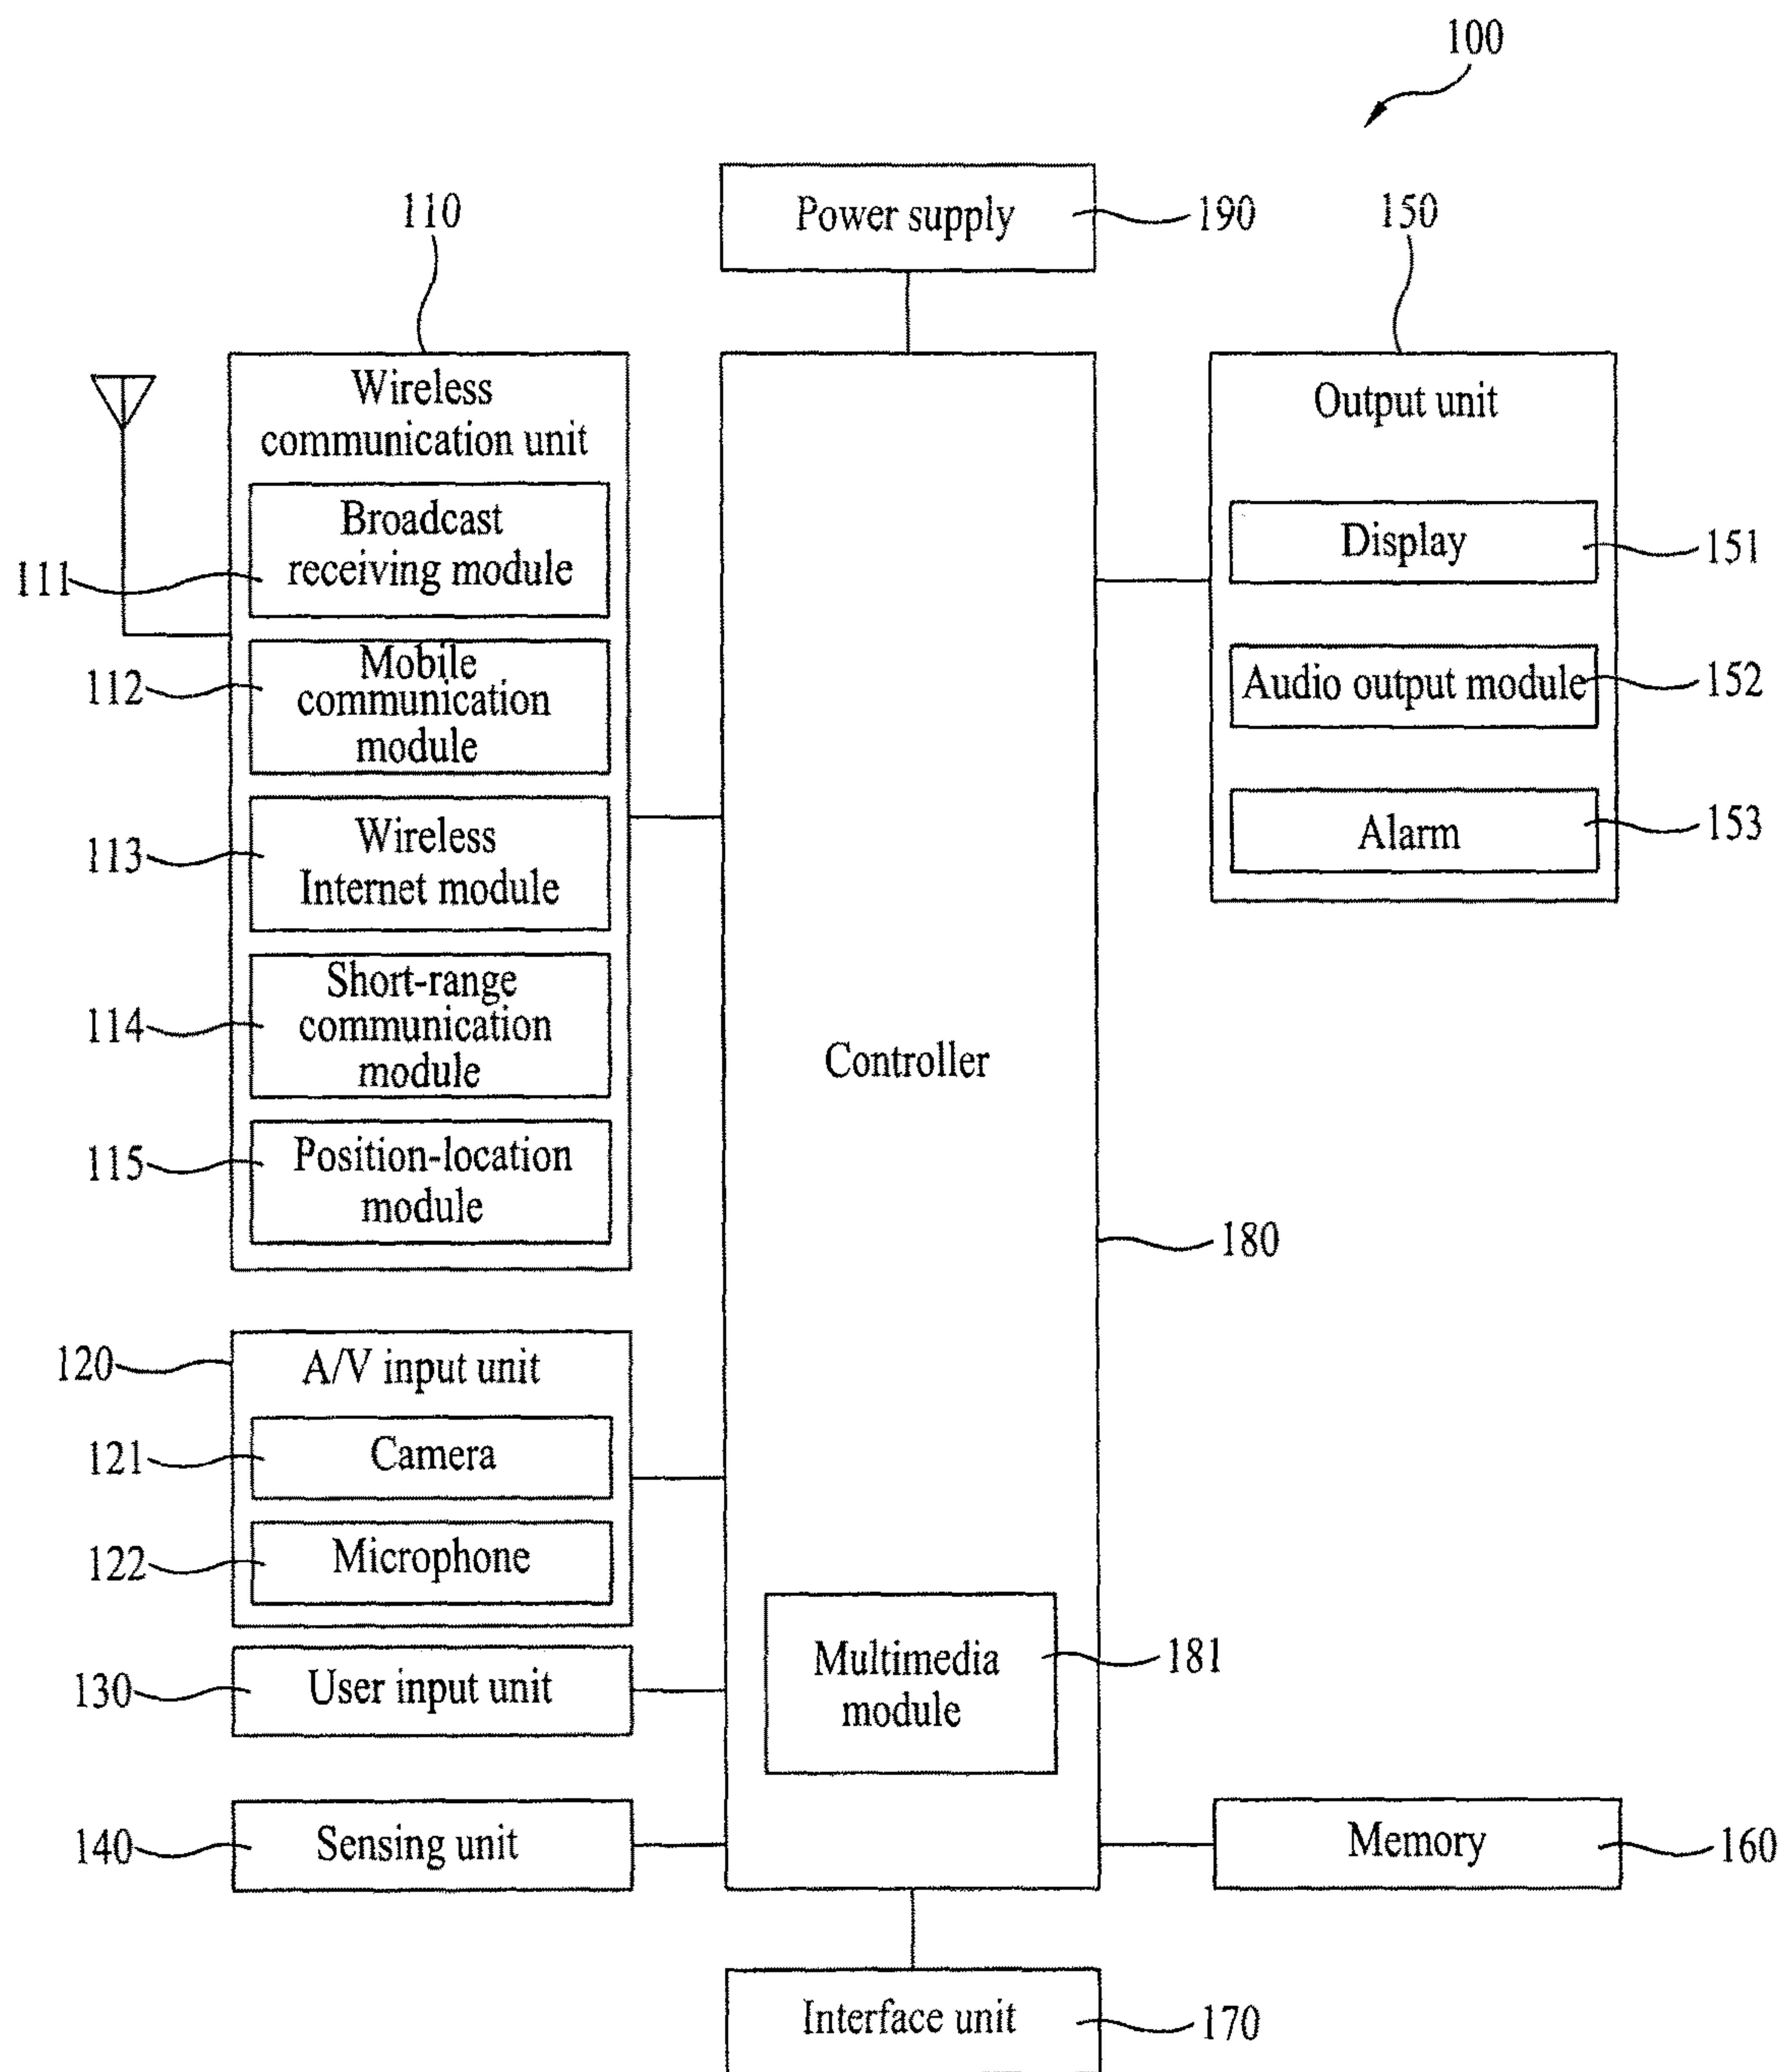 100
Power supply
190
110
150
Wireless
communication unit
Broadcast
receiving module
111
Mobile
communication
module
112
Wireless
Internet module
113
Short-range
communication
module
114
Position-location
module
115
Output unit
Display
151
Audio output module
152
Alarm
153
Controller
180
120
A/V input unit
121
Camera
122
Microphone
130
User input unit
Multimedia
module
181
140
Sensing unit
Memory
160
Interface unit
170